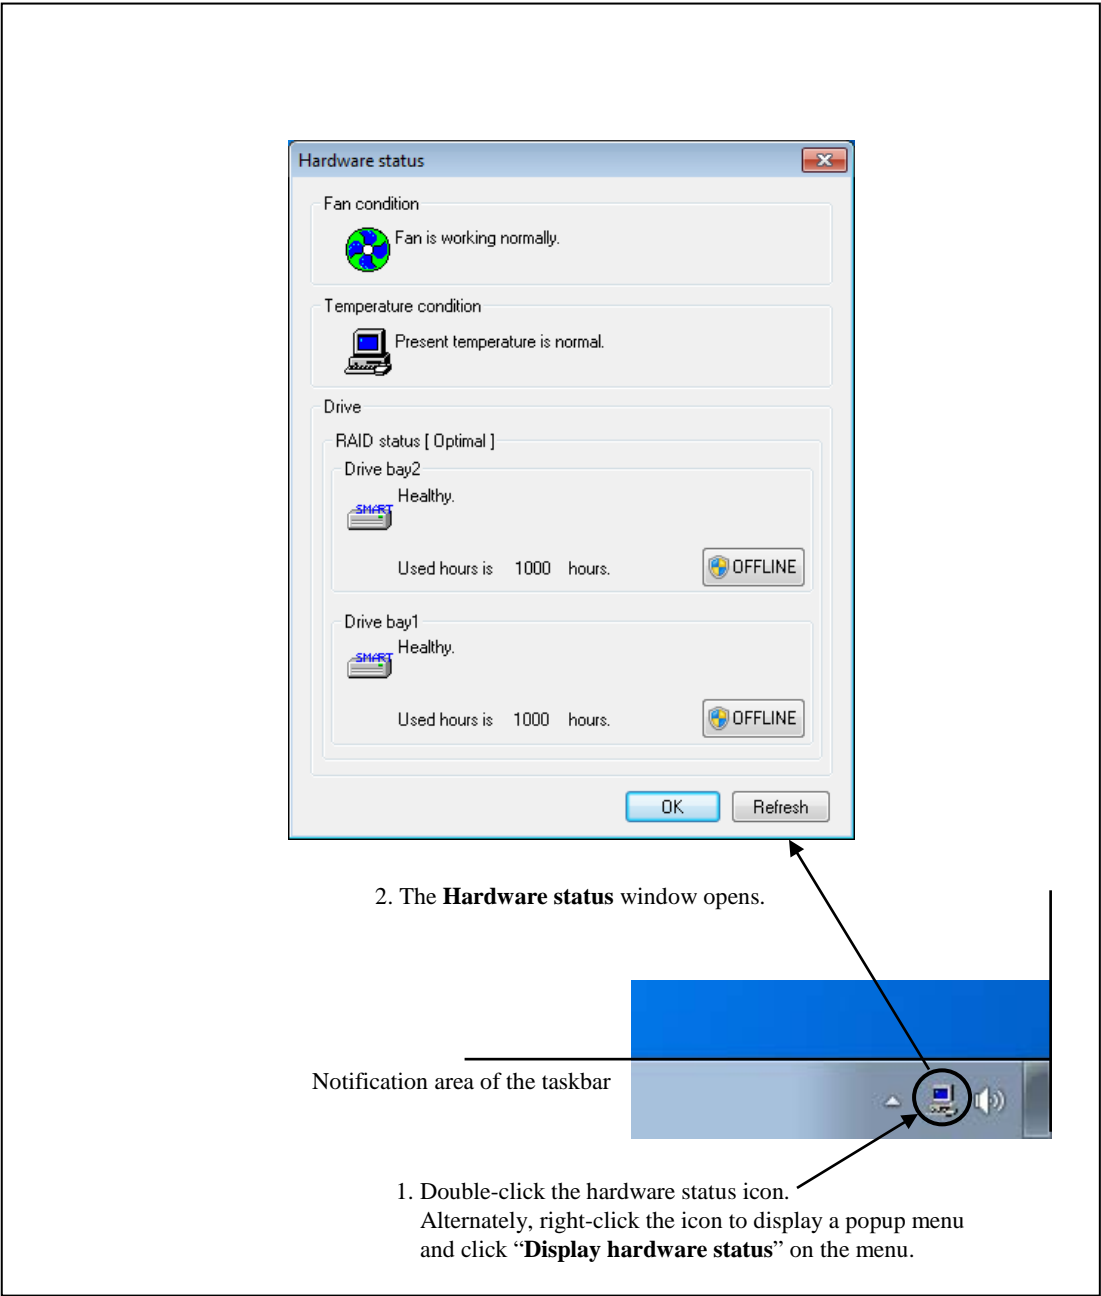 Hardware status
Fan condition
Fan is working normally.
Temperature condition
Present temperature is normal.
Drive
RAID status [ Optimal ]
Drive bay2
SMART
Healthy.
Used hours is 1000 hours.
OFFLINE
Drive bay1
SMART
Healthy.
Used hours is 1000 hours.
OFFLINE
OK
Refresh
2. The Hardware status window opens.
Notification area of the taskbar
1. Double-click the hardware status icon.
Alternately, right-click the icon to display a popup menu
and click “Display hardware status” on the menu.